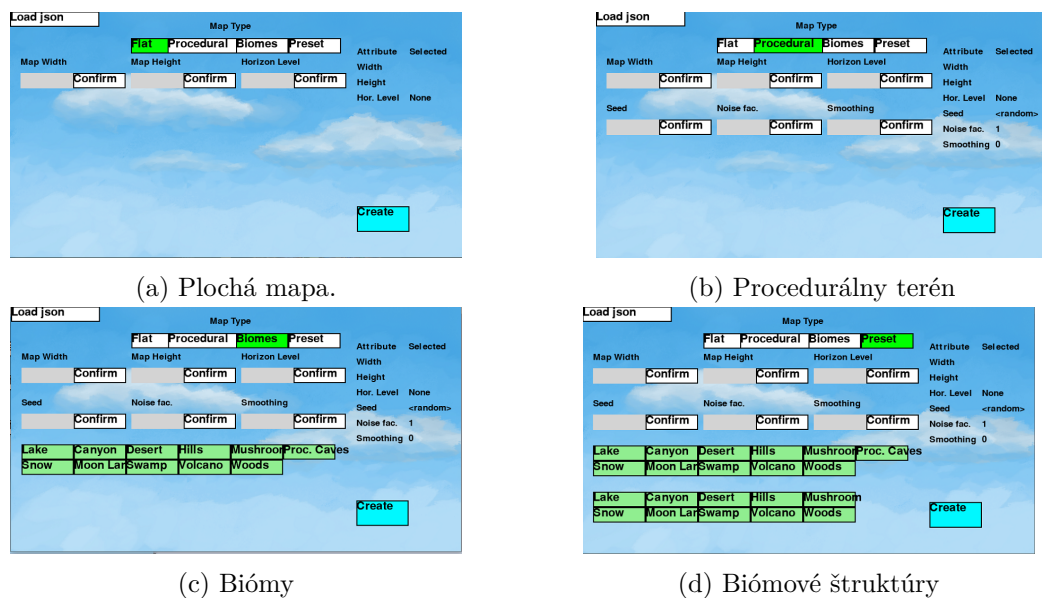 Load json
Map Type
Flat Procedural Biomes Preset
Attribute Selected
Map Width Map Height Horizon Level
Width
Confirm Confirm Confirm
Height
Hor. Level None
Create
(a) Plochá mapa.
Load json
Map Type
Flat Procedural Biomes Preset
Attribute Selected
Map Width Map Height Horizon Level
Width
Confirm Confirm Confirm
Height
Hor. Level None
Seed Noise fac. Smoothing
Seed <random>
Confirm Confirm Confirm
Noise fac. 1
Smoothing 0
Create
(b) Procedurálny terén
Load json
Map Type
Flat Procedural Biomes Preset
Attribute Selected
Map Width Map Height Horizon Level
Width
Confirm Confirm Confirm
Height
Hor. Level None
Seed Noise fac. Smoothing
Seed <random>
Confirm Confirm Confirm
Noise fac. 1
Smoothing 0
Lake Canyon Desert Hills Mushroom Proc. Caves
Snow Moon Lar Swamp Volcano Woods
Create
(c) Biómy
Load json
Map Type
Flat Procedural Biomes Preset
Attribute Selected
Map Width Map Height Horizon Level
Width
Confirm Confirm Confirm
Height
Hor. Level None
Seed Noise fac. Smoothing
Seed <random>
Confirm Confirm Confirm
Noise fac. 1
Smoothing 0
Lake Canyon Desert Hills Mushroom Proc. Caves
Snow Moon Lar Swamp Volcano Woods
Lake Canyon Desert Hills Mushroom
Snow Moon Lar Swamp Volcano Woods
Create
(d) Biómové štruktúry